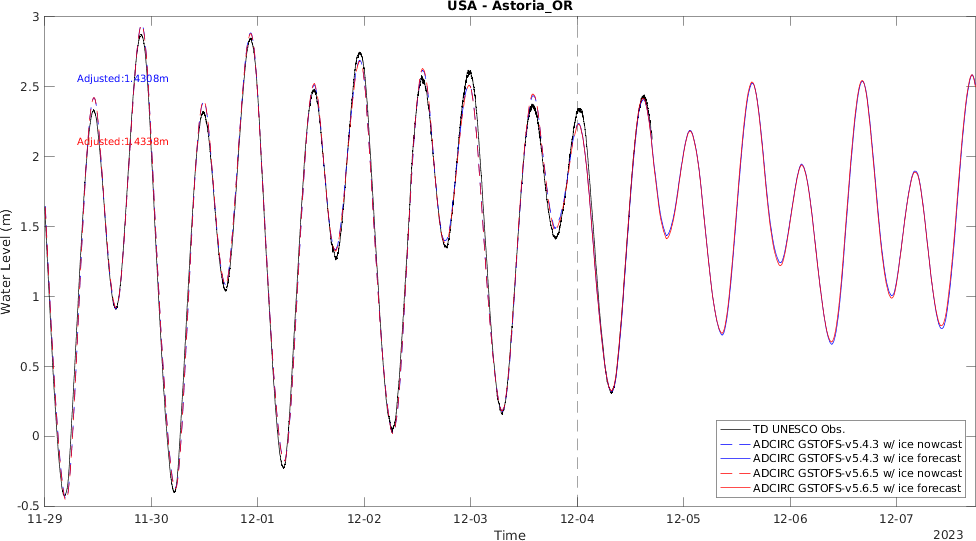 USA - Astoria_OR
3
2.5
2
1.5
1
0.5
0
-0.5
Water Level (m)
Adjusted:1.4308m
Adjusted:1.4338m
TD UNESCO Obs.
ADCIRC GSTOFS-v5.4.3 w/ ice nowcast
ADCIRC GSTOFS-v5.4.3 w/ ice forecast
ADCIRC GSTOFS-v5.6.5 w/ ice nowcast
ADCIRC GSTOFS-v5.6.5 w/ ice forecast
11-29 11-30 12-01 12-02 12-03 12-04 12-05 12-06 12-07
Time
2023